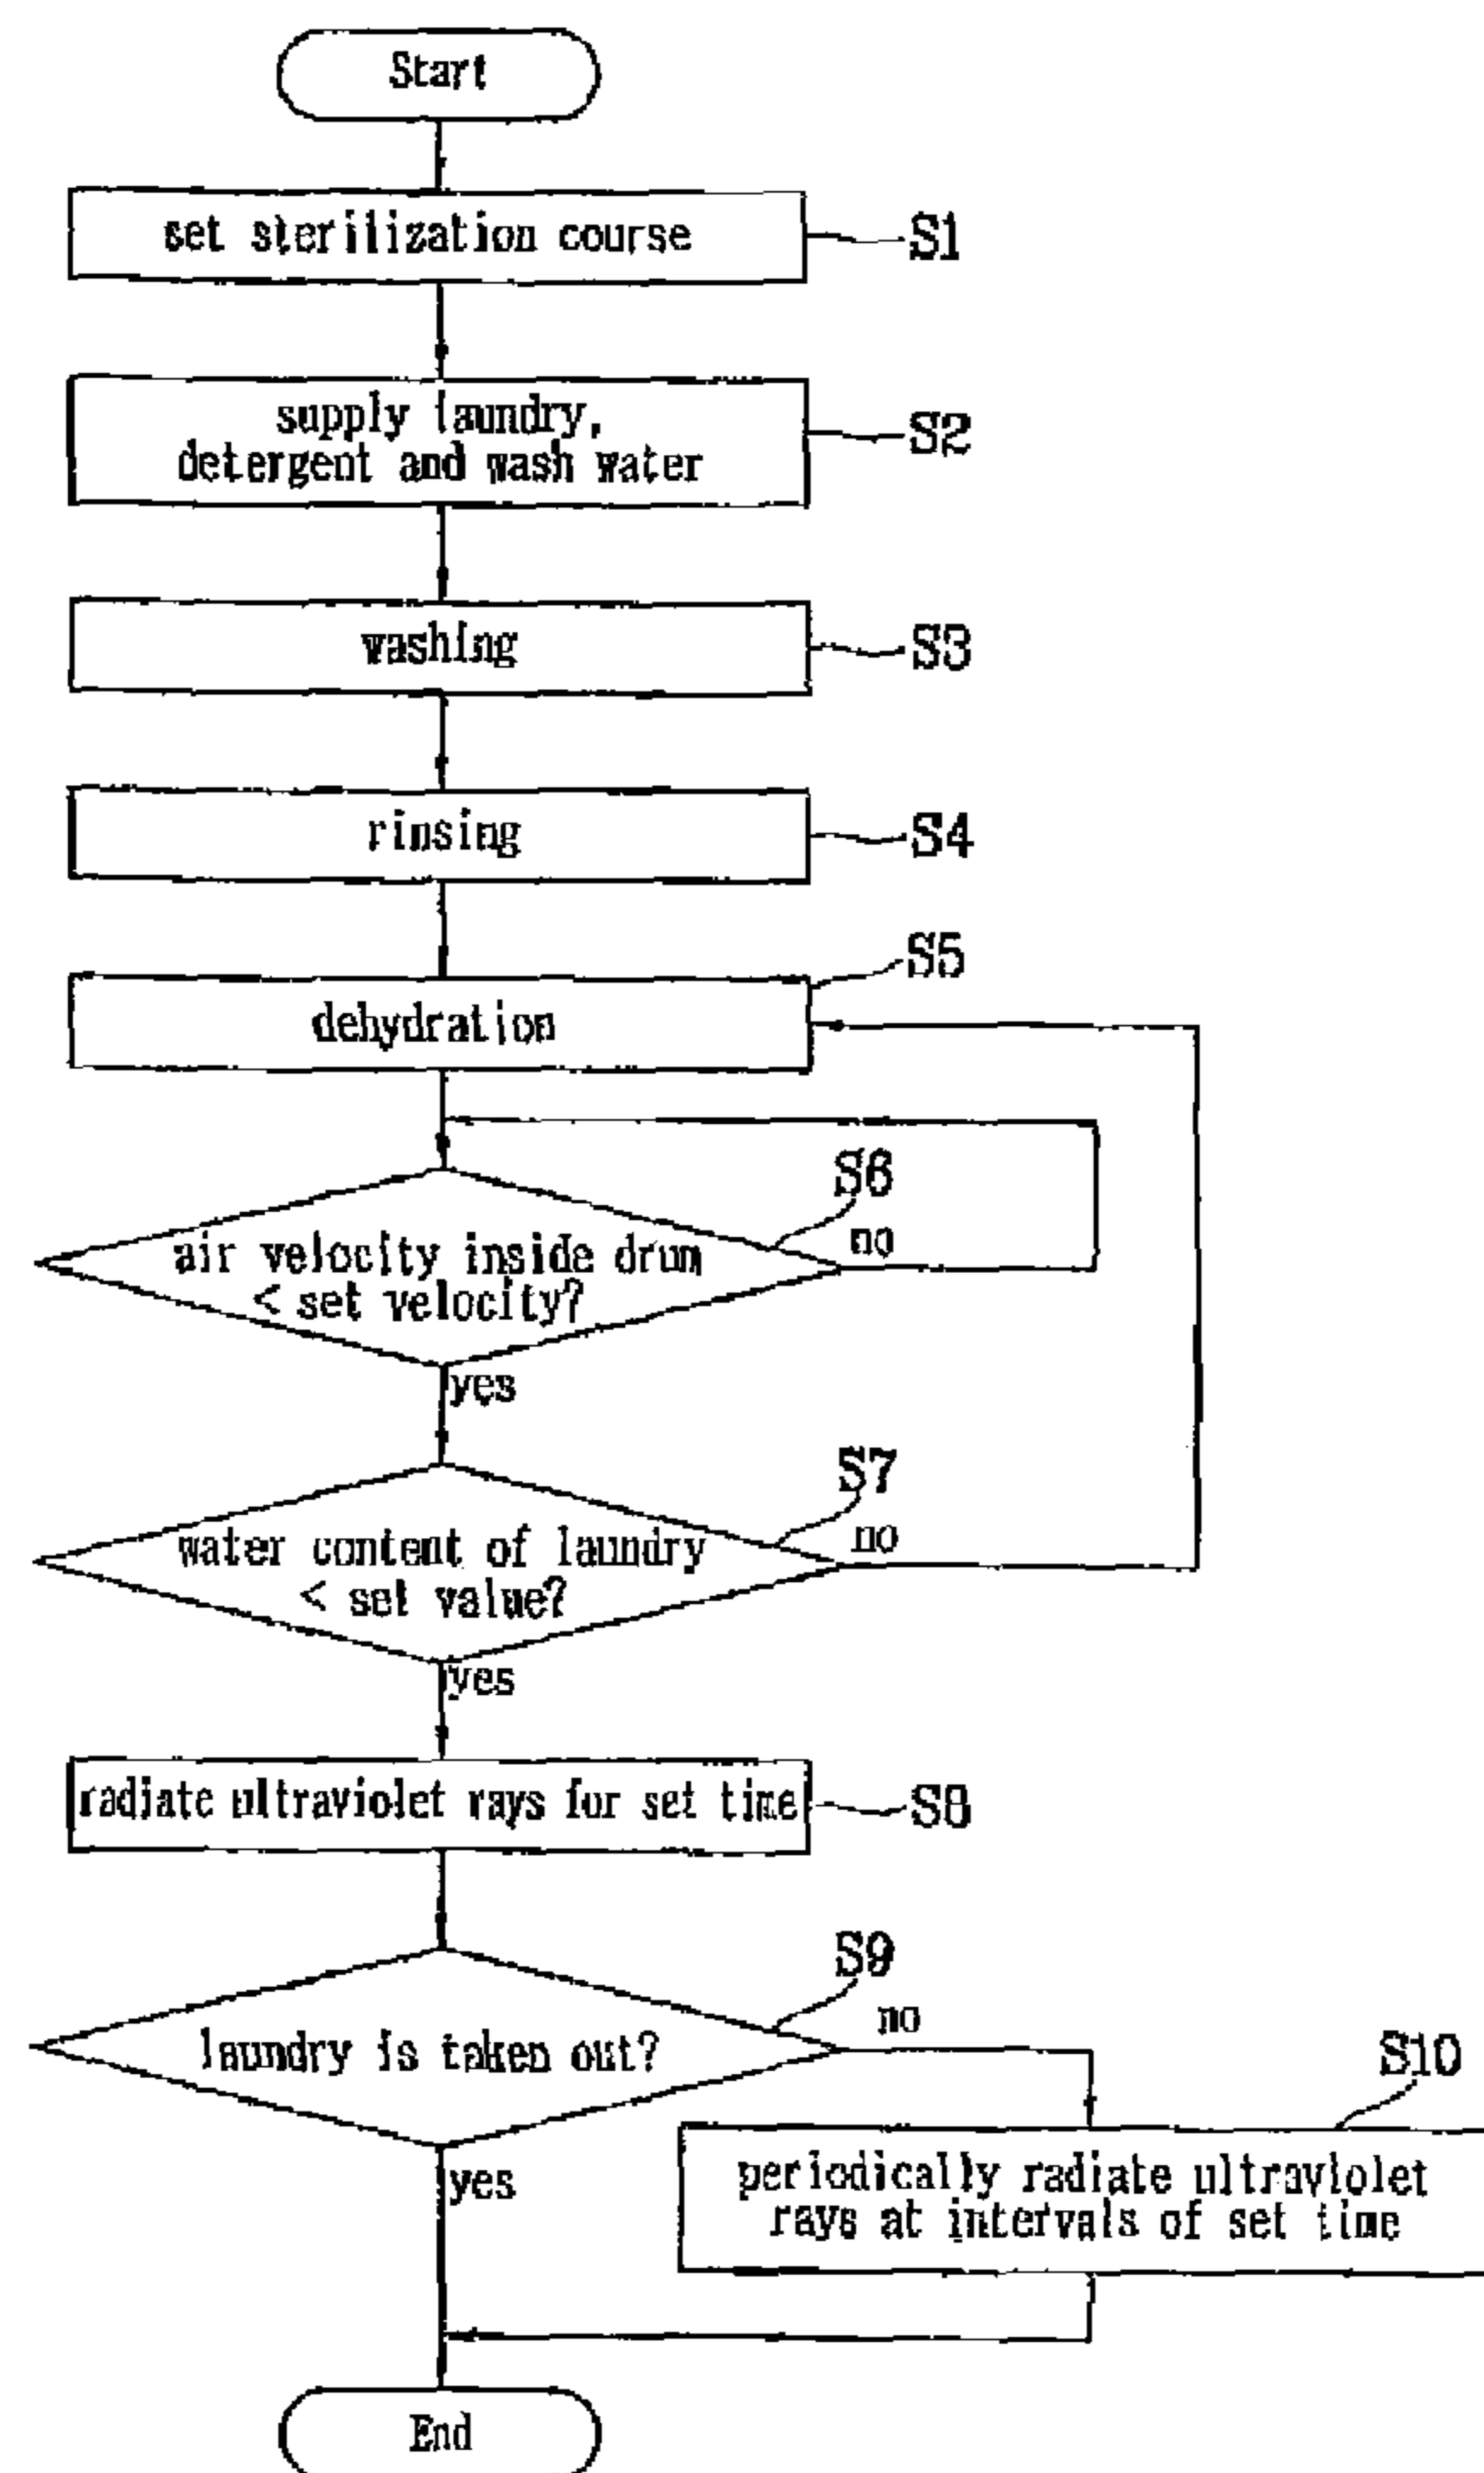 Start
set sterilization course
S1
supply laundry,
detergent and wash water
S2
washing
S3
rinsing
S4
S5
dehydration
S6
no
air velocity inside drum
< set velocity?
yes
S7
no
water content of laundry
< set value?
yes
radiate ultraviolet rays for set time
S8
S9
no
laundry is taken out?
S10
yes
periodically radiate ultraviolet
rays at intervals of set time
End